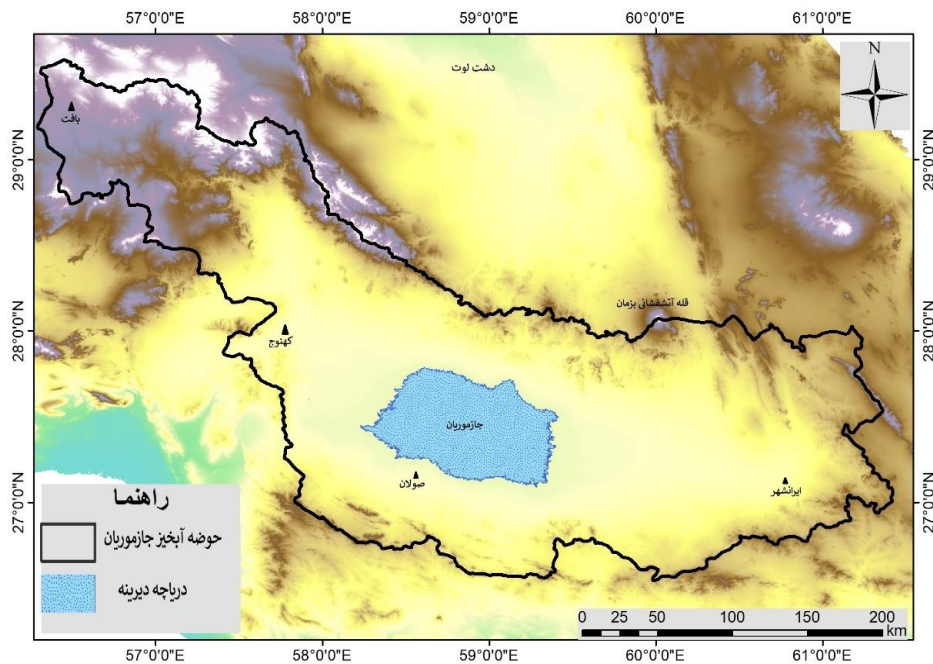 57°0'0"E 58°0'0"E 59°0'0"E 60°0'0"E 61°0'0"E
دشت لوت
N
بافت
29°0'0"N 29°0'0"N
قله آتشفشانی بزمان
28°0'0"N 28°0'0"N
کهنوج
جازموریان
صولان
ایرانشهر
27°0'0"N 27°0'0"N
راهنما
حوضه آبخیز جازموریان
دریاچه دیرینه
0 25 50 100 150 200
km
57°0'0"E 58°0'0"E 59°0'0"E 60°0'0"E 61°0'0"E